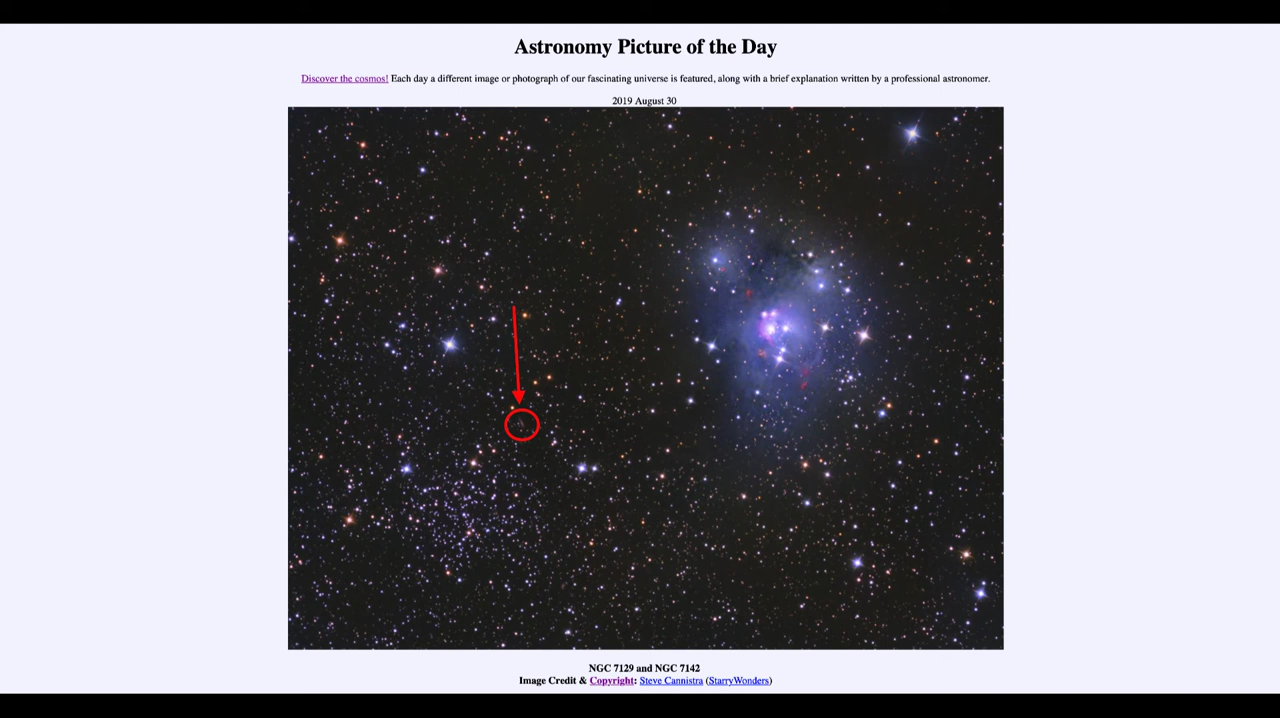 Astronomy Picture of the Day
Discover the cosmos! Each day a different image or photograph of our fascinating universe is featured, along with a brief explanation written by a professional astronomer.
2019 August 30
NGC 7129 and NGC 7142
Image Credit & Copyright: Steve Cannistra (StarryWonders)